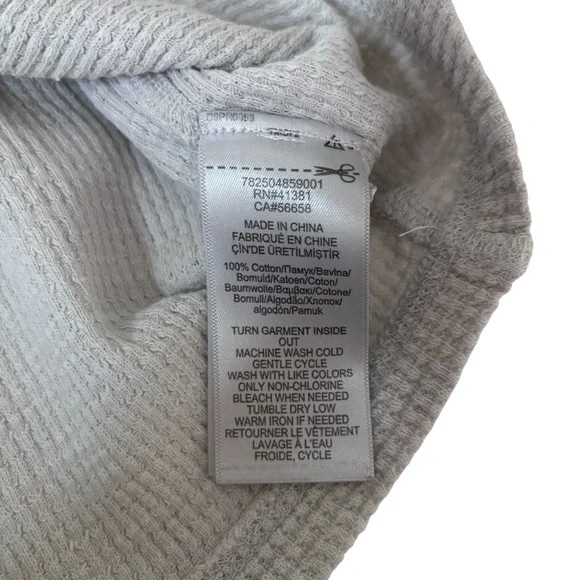 782504859001
RN#41381
CA#56658
MADE IN CHINA
FABRIQUÉ EN CHINE
ÇİN'DE ÜRETİLMİŞTİR
100% Cotton/Памук/Bavlna/
Bomuld/Katoen/Coton/
Baumwolle/Βαμβακι/Cotone/
Bomull/Algodão/Хлопок/
algodón/Pamuk
TURN GARMENT INSIDE
OUT
MACHINE WASH COLD
GENTLE CYCLE
WASH WITH LIKE COLORS
ONLY NON-CHLORINE
BLEACH WHEN NEEDED
TUMBLE DRY LOW
WARM IRON IF NEEDED
RETOURNER LE VÊTEMENT
LAVAGE À L'EAU
FROIDE, CYCLE